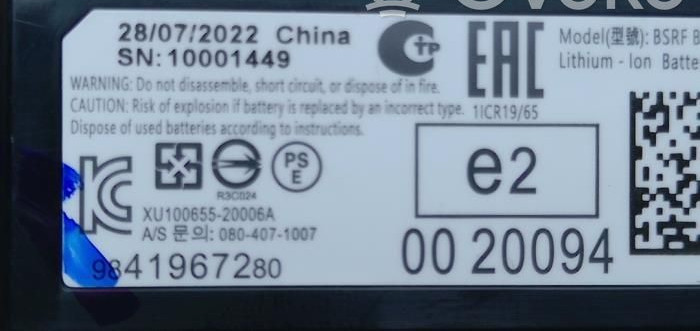 28/07/2022 China
SN: 10001449
WARNING: Do not disassemble, short circuit, or dispose of in fire.
CAUTION: Risk of explosion if battery is replaced by an incorrect type.
Dispose of used batteries according to instructions.
PS
E
R3C024
XU100655-20006A
A/S 문의: 080-407-1007
9841967280
TP
EAC
Model(型號): BSRF B
Lithium - Ion Batte
1ICR19/65
e2
00 20094